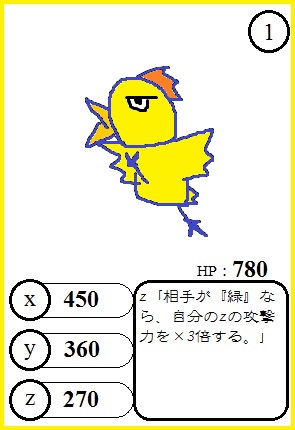 1
HP：780
x 450
y 360
z 270
z「相手が『緑』な
ら、自分のzの攻撃
力を×3倍する。」